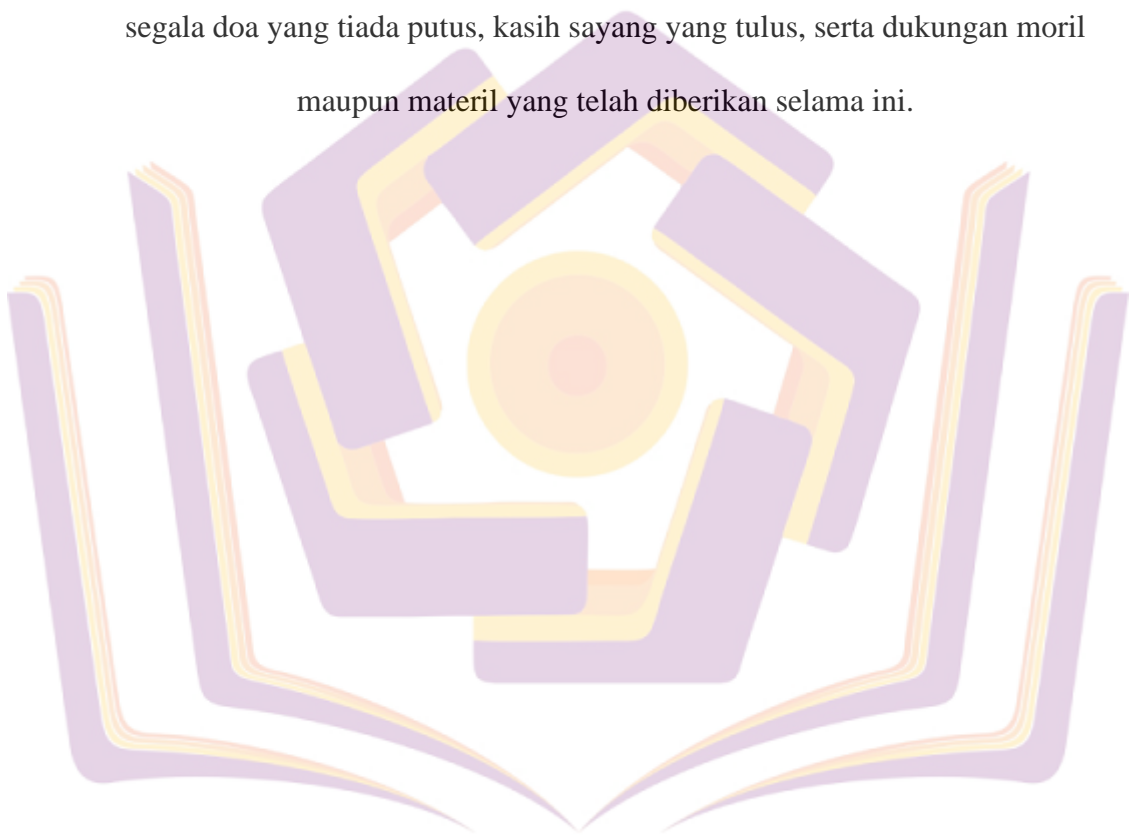 segala doa yang tiada putus, kasih sayang yang tulus, serta dukungan moril
maupun materil yang telah diberikan selama ini.